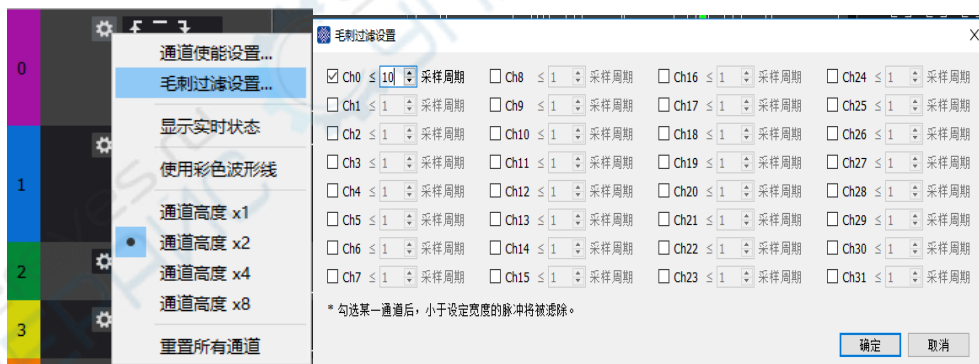 0
1
2
3
通道使能设置...
毛刺过滤设置...
显示实时状态
使用彩色波形线
通道高度 x1
通道高度 x2
通道高度 x4
通道高度 x8
重置所有通道
毛刺过滤设置
Ch0 ≤ 10 采样周期 Ch8 ≤ 1 采样周期 Ch16 ≤ 1 采样周期 Ch24 ≤ 1 采样周期
Ch1 ≤ 1 采样周期 Ch9 ≤ 1 采样周期 Ch17 ≤ 1 采样周期 Ch25 ≤ 1 采样周期
Ch2 ≤ 1 采样周期 Ch10 ≤ 1 采样周期 Ch18 ≤ 1 采样周期 Ch26 ≤ 1 采样周期
Ch3 ≤ 1 采样周期 Ch11 ≤ 1 采样周期 Ch19 ≤ 1 采样周期 Ch27 ≤ 1 采样周期
Ch4 ≤ 1 采样周期 Ch12 ≤ 1 采样周期 Ch20 ≤ 1 采样周期 Ch28 ≤ 1 采样周期
Ch5 ≤ 1 采样周期 Ch13 ≤ 1 采样周期 Ch21 ≤ 1 采样周期 Ch29 ≤ 1 采样周期
Ch6 ≤ 1 采样周期 Ch14 ≤ 1 采样周期 Ch22 ≤ 1 采样周期 Ch30 ≤ 1 采样周期
Ch7 ≤ 1 采样周期 Ch15 ≤ 1 采样周期 Ch23 ≤ 1 采样周期 Ch31 ≤ 1 采样周期
* 勾选某一通道后，小于设定宽度的脉冲将被滤除。
确定 取消